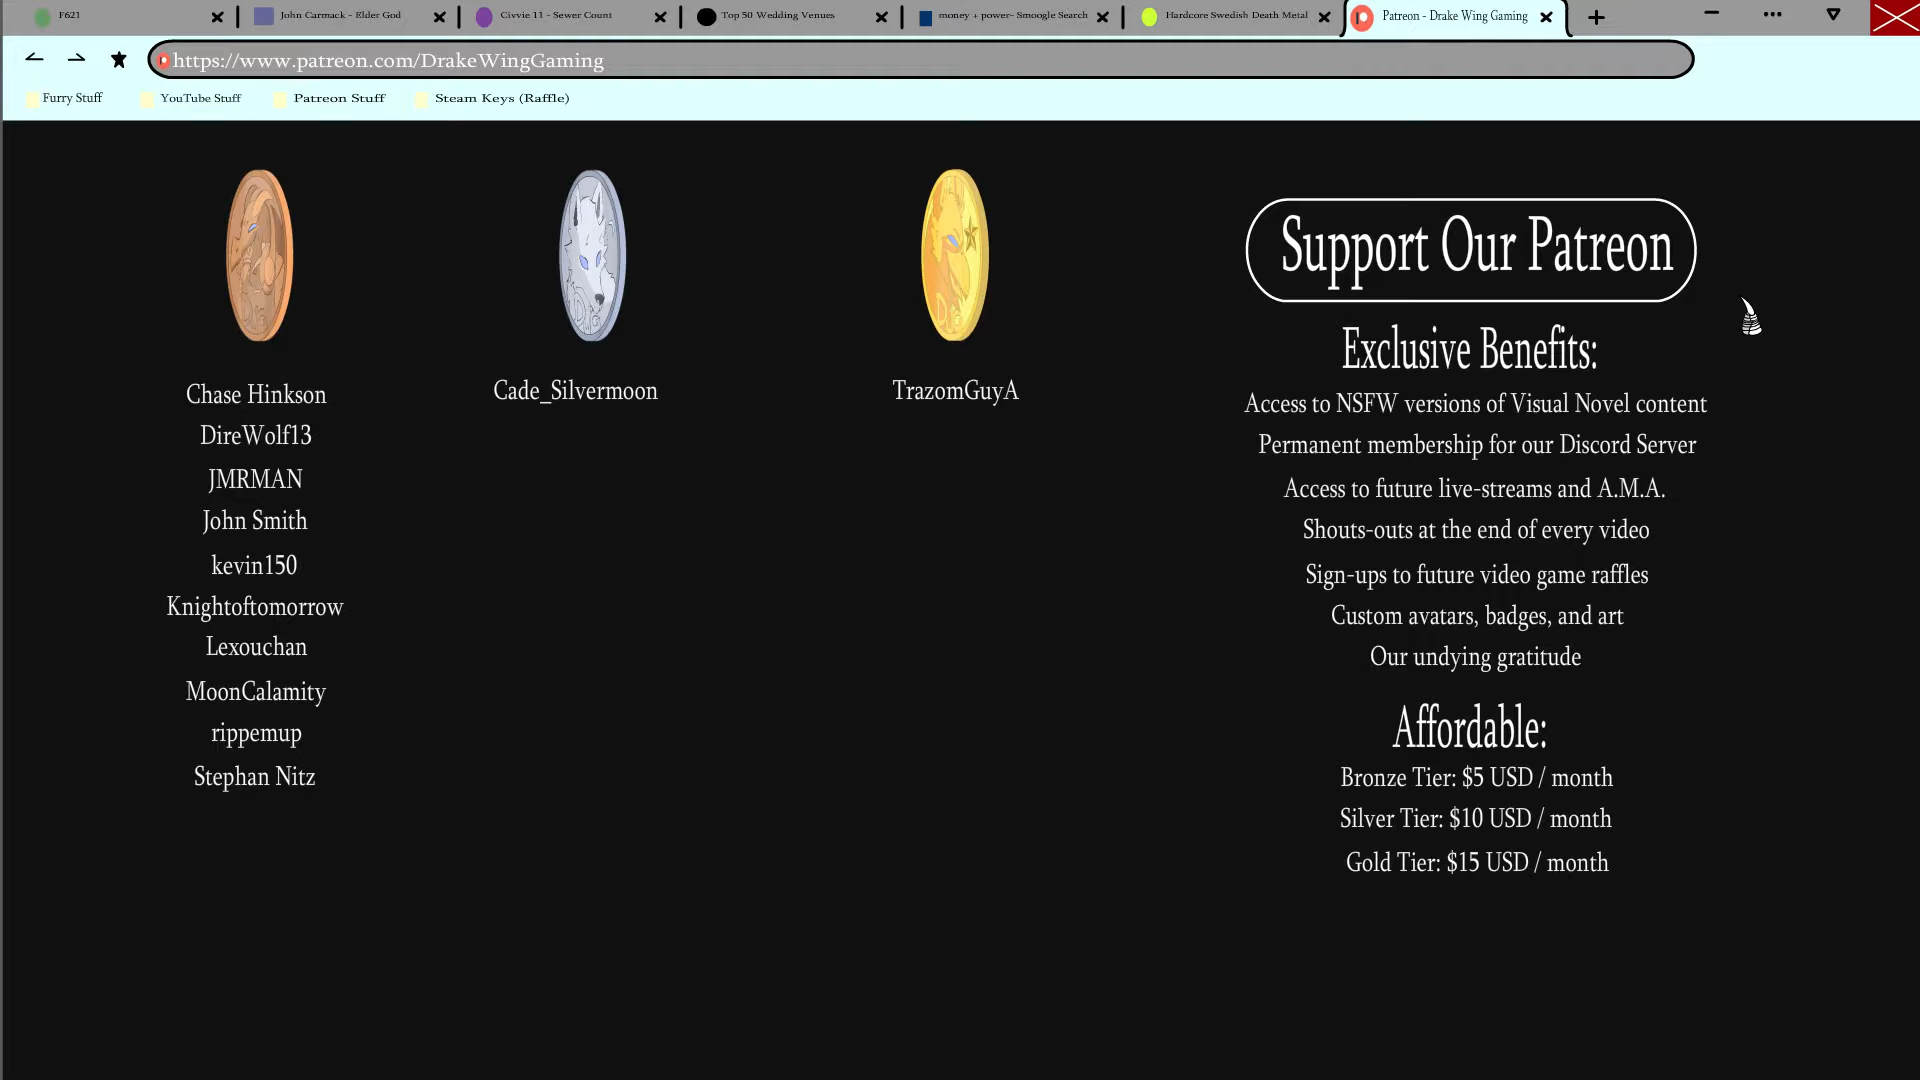 F621
John Carmack - Elder God
Civvie 11 - Sewer Count
Top 50 Wedding Venues
money + power- Smoogle Search
Hardcore Swedish Death Metal
Patreon - Drake Wing Gaming
https://www.patreon.com/DrakeWingGaming
Furry Stuff
YouTube Stuff
Patreon Stuff
Steam Keys (Raffle)
DWG
DWG
DWG
Chase Hinkson
DireWolf13
JMRMAN
John Smith
kevin150
Knightoftomorrow
Lexouchan
MoonCalamity
rippemup
Stephan Nitz
Cade_Silvermoon
TrazomGuyA
Support Our Patreon
Exclusive Benefits:
Access to NSFW versions of Visual Novel content
Permanent membership for our Discord Server
Access to future live-streams and A.M.A.
Shouts-outs at the end of every video
Sign-ups to future video game raffles
Custom avatars, badges, and art
Our undying gratitude
Affordable:
Bronze Tier: $5 USD / month
Silver Tier: $10 USD / month
Gold Tier: $15 USD / month